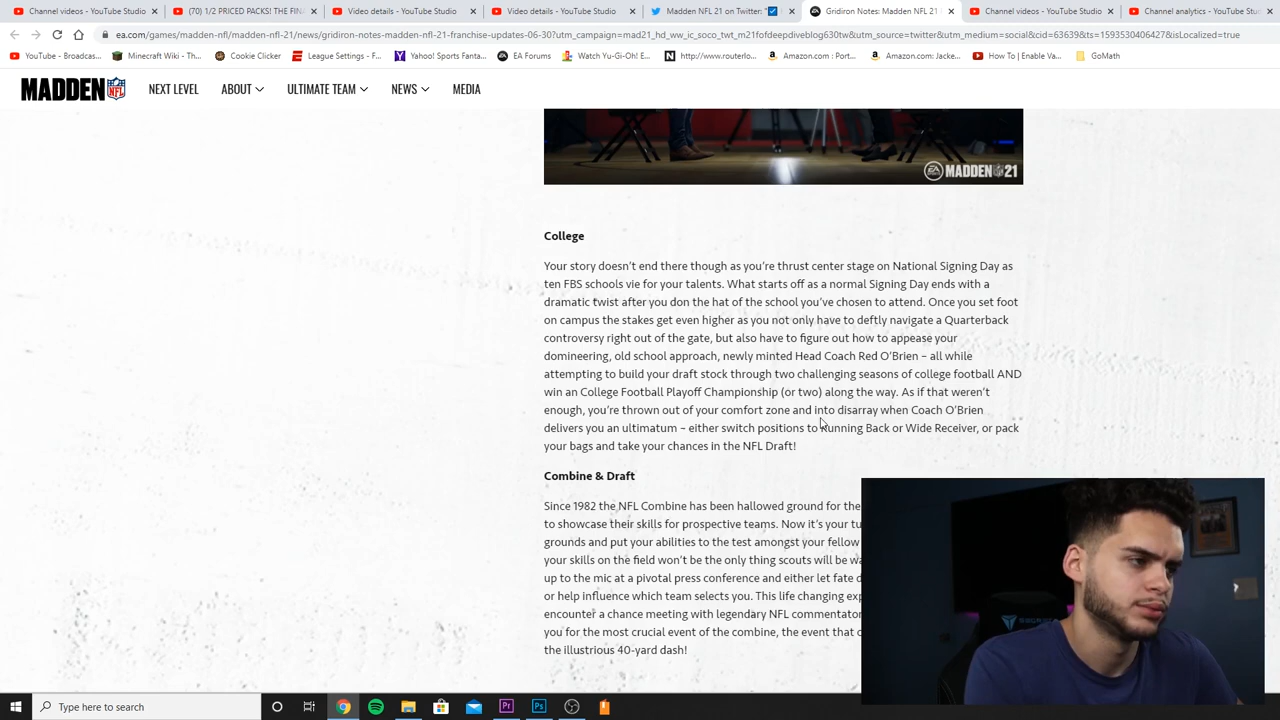 Channel videos - YouTube Studio
(70) 1/2 PRICED PACKS! THE FIN
Video details - YouTube Studio
Video details - YouTube Studio
Madden NFL 21 on Twitter: "
Gridiron Notes: Madden NFL 21
Channel videos - YouTube Studio
Channel analytics - YouTube Stu
ea.com/games/madden-nfl/madden-nfl-21/news/gridiron-notes-madden-nfl-21-franchise-updates-06-30?utm_campaign=mad21_hd_ww_ic_soco_twt_m21fofdeepdiveblog630tw&utm_source=twitter&utm_medium=social&cid=63639&ts=1593530406427&isLocalized=true
YouTube - Broadcas...
Minecraft Wiki - Th...
Cookie Clicker
League Settings - F...
Yahoo! Sports Fanta...
EA Forums
Watch Yu-Gi-Oh! E...
http://www.routerlo...
Amazon.com : Port...
Amazon.com: Jacke...
How To | Enable Va...
GoMath
MADDEN NFL
NEXT LEVEL
ABOUT
ULTIMATE TEAM
NEWS
MEDIA
EA SPORTS MADDEN NFL 21
College
Your story doesn't end there though as you're thrust center stage on National Signing Day as
ten FBS schools vie for your talents. What starts off as a normal Signing Day ends with a
dramatic twist after you don the hat of the school you've chosen to attend. Once you set foot
on campus the stakes get even higher as you not only have to deftly navigate a Quarterback
controversy right out of the gate, but also have to figure out how to appease your
domineering, old school approach, newly minted Head Coach Red O'Brien – all while
attempting to build your draft stock through two challenging seasons of college football AND
win an College Football Playoff Championship (or two) along the way. As if that weren't
enough, you're thrown out of your comfort zone and into disarray when Coach O'Brien
delivers you an ultimatum – either switch positions to Running Back or Wide Receiver, or pack
your bags and take your chances in the NFL Draft!
Combine & Draft
Since 1982 the NFL Combine has been hallowed ground for the
to showcase their skills for prospective teams. Now it's your tu
grounds and put your abilities to the test amongst your fellow
your skills on the field won't be the only thing scouts will be wa
up to the mic at a pivotal press conference and either let fate d
or help influence which team selects you. This life changing exp
encounter a chance meeting with legendary NFL commentator
you for the most crucial event of the combine, the event that c
the illustrious 40-yard dash!
Type here to search